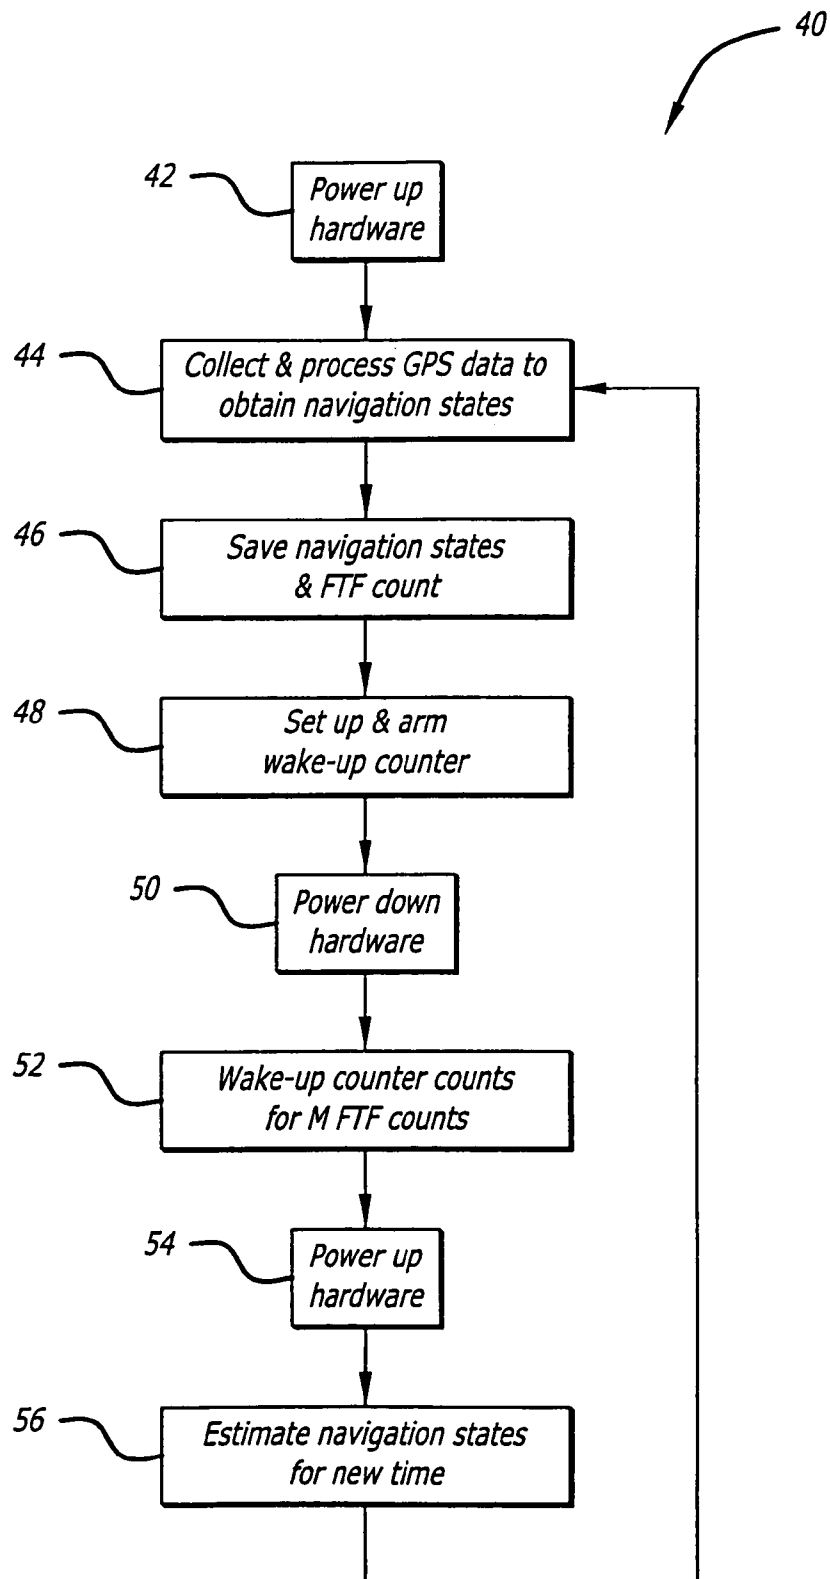 40
42
Power up
hardware
44
Collect & process GPS data to
obtain navigation states
46
Save navigation states
& FTF count
48
Set up & arm
wake-up counter
50
Power down
hardware
52
Wake-up counter counts
for M FTF counts
54
Power up
hardware
56
Estimate navigation states
for new time